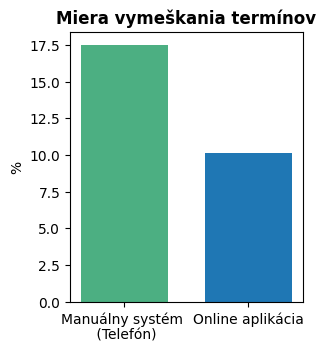 Miera vymeškania termínov
17.5
15.0
12.5
10.0
7.5
5.0
2.5
0.0
%
Manuálny systém
(Telefón)
Online aplikácia